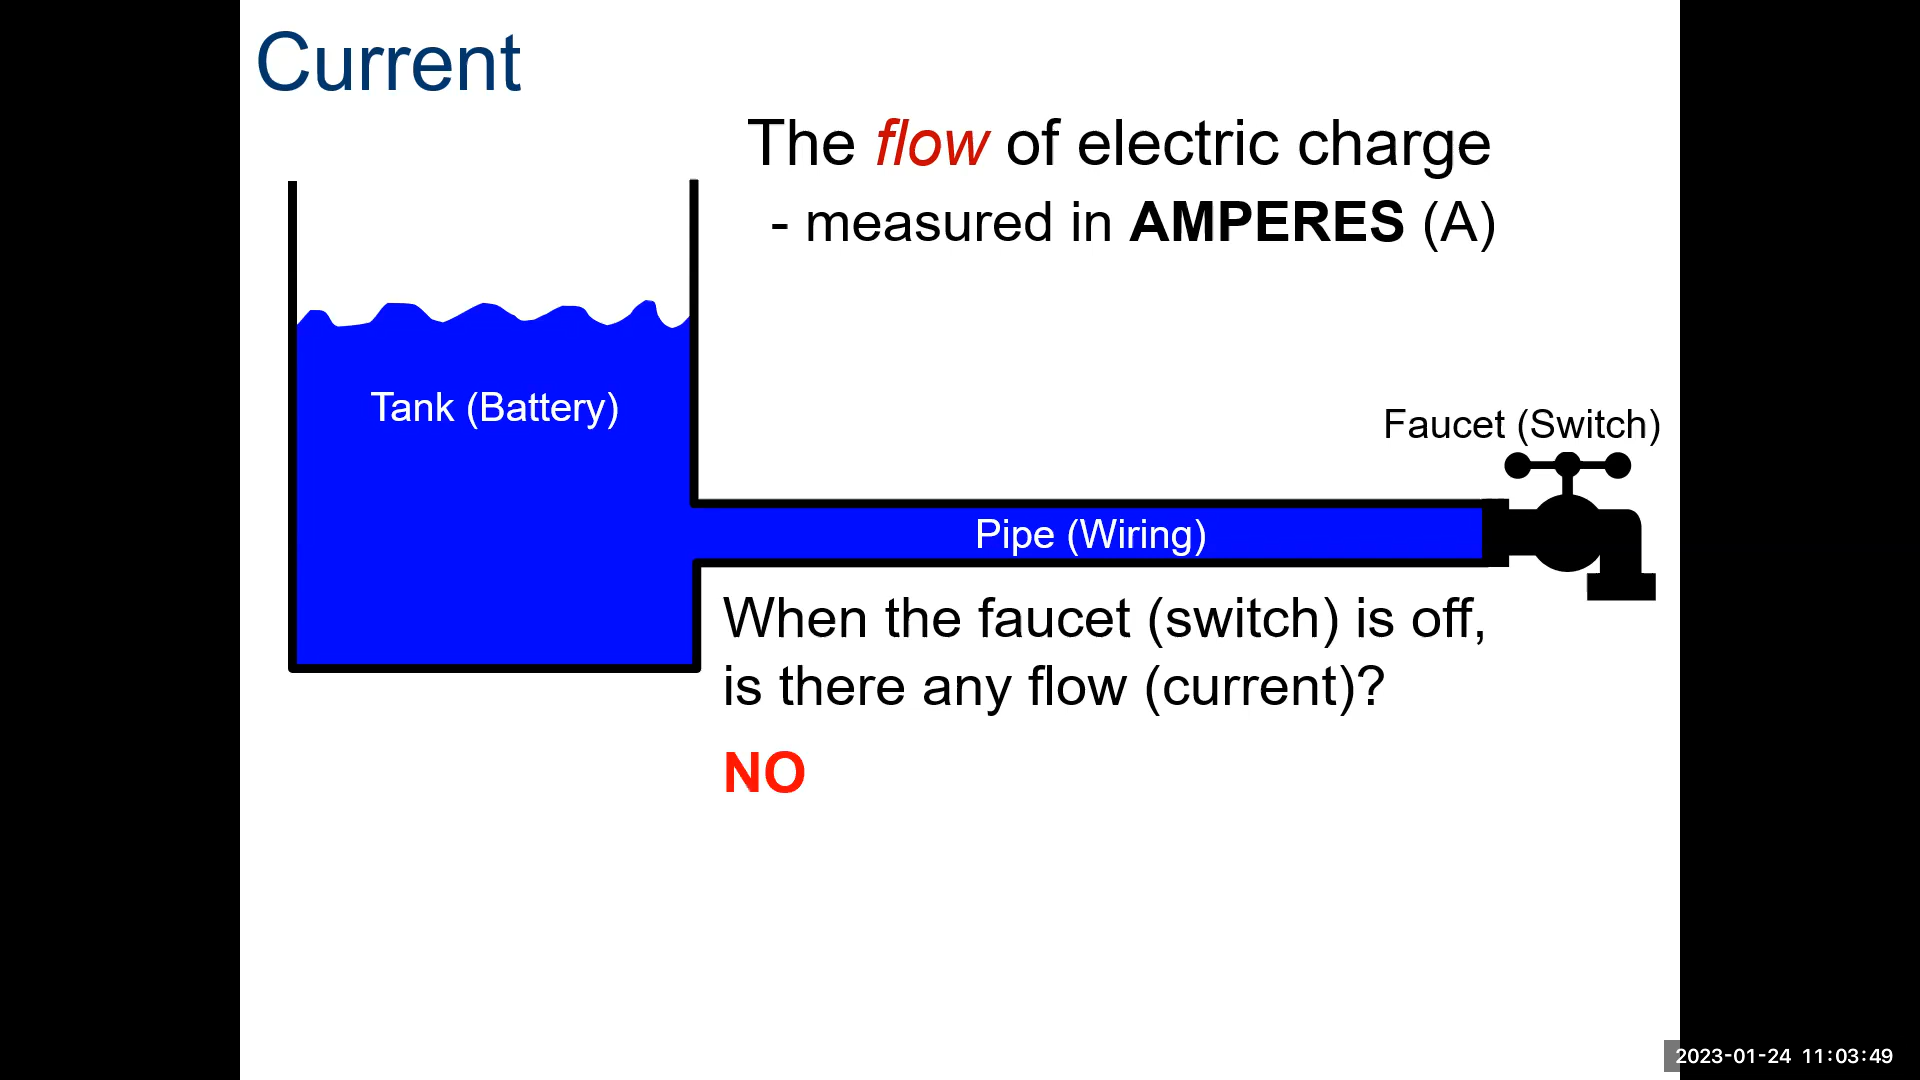 Current
The flow of electric charge
- measured in AMPERES (A)
Tank (Battery)
Faucet (Switch)
Pipe (Wiring)
When the faucet (switch) is off,
is there any flow (current)?
NO
2023-01-24 11:03:49